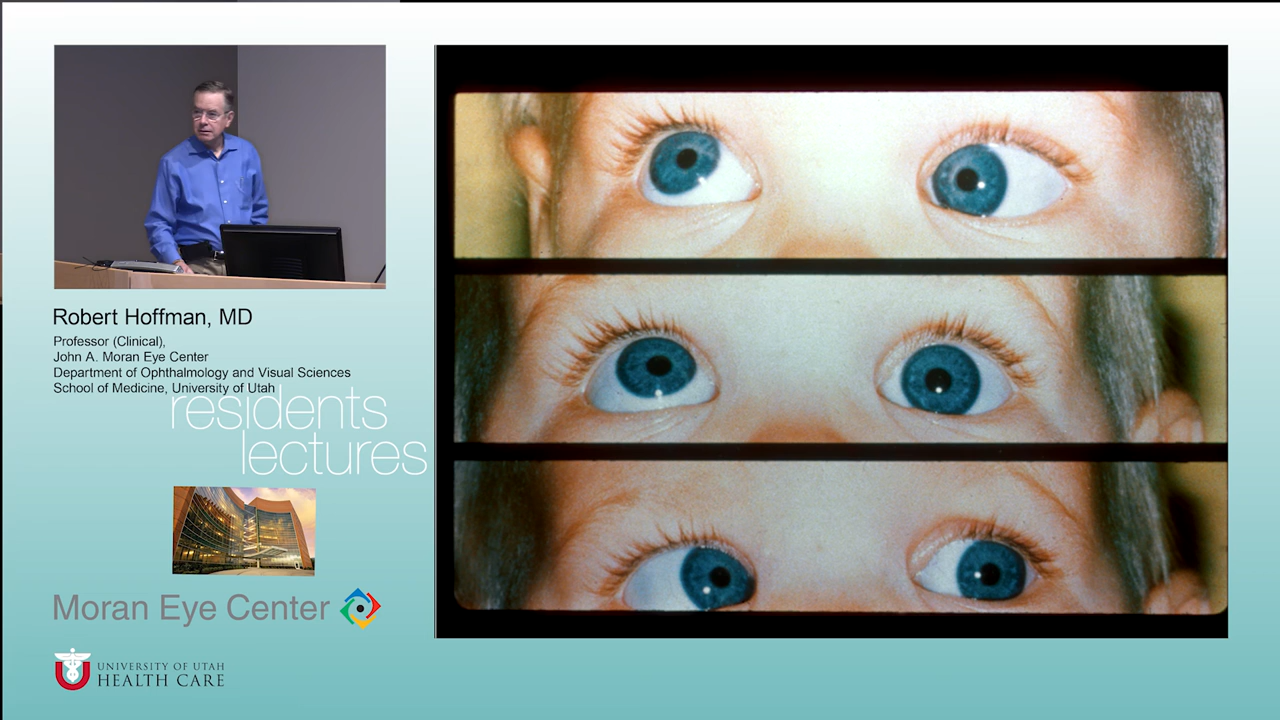 Robert Hoffman, MD
Professor (Clinical),
John A. Moran Eye Center
Department of Ophthalmology and Visual Sciences
School of Medicine, University of Utah
residents
lectures
Moran Eye Center
UNIVERSITY OF UTAH
HEALTH CARE